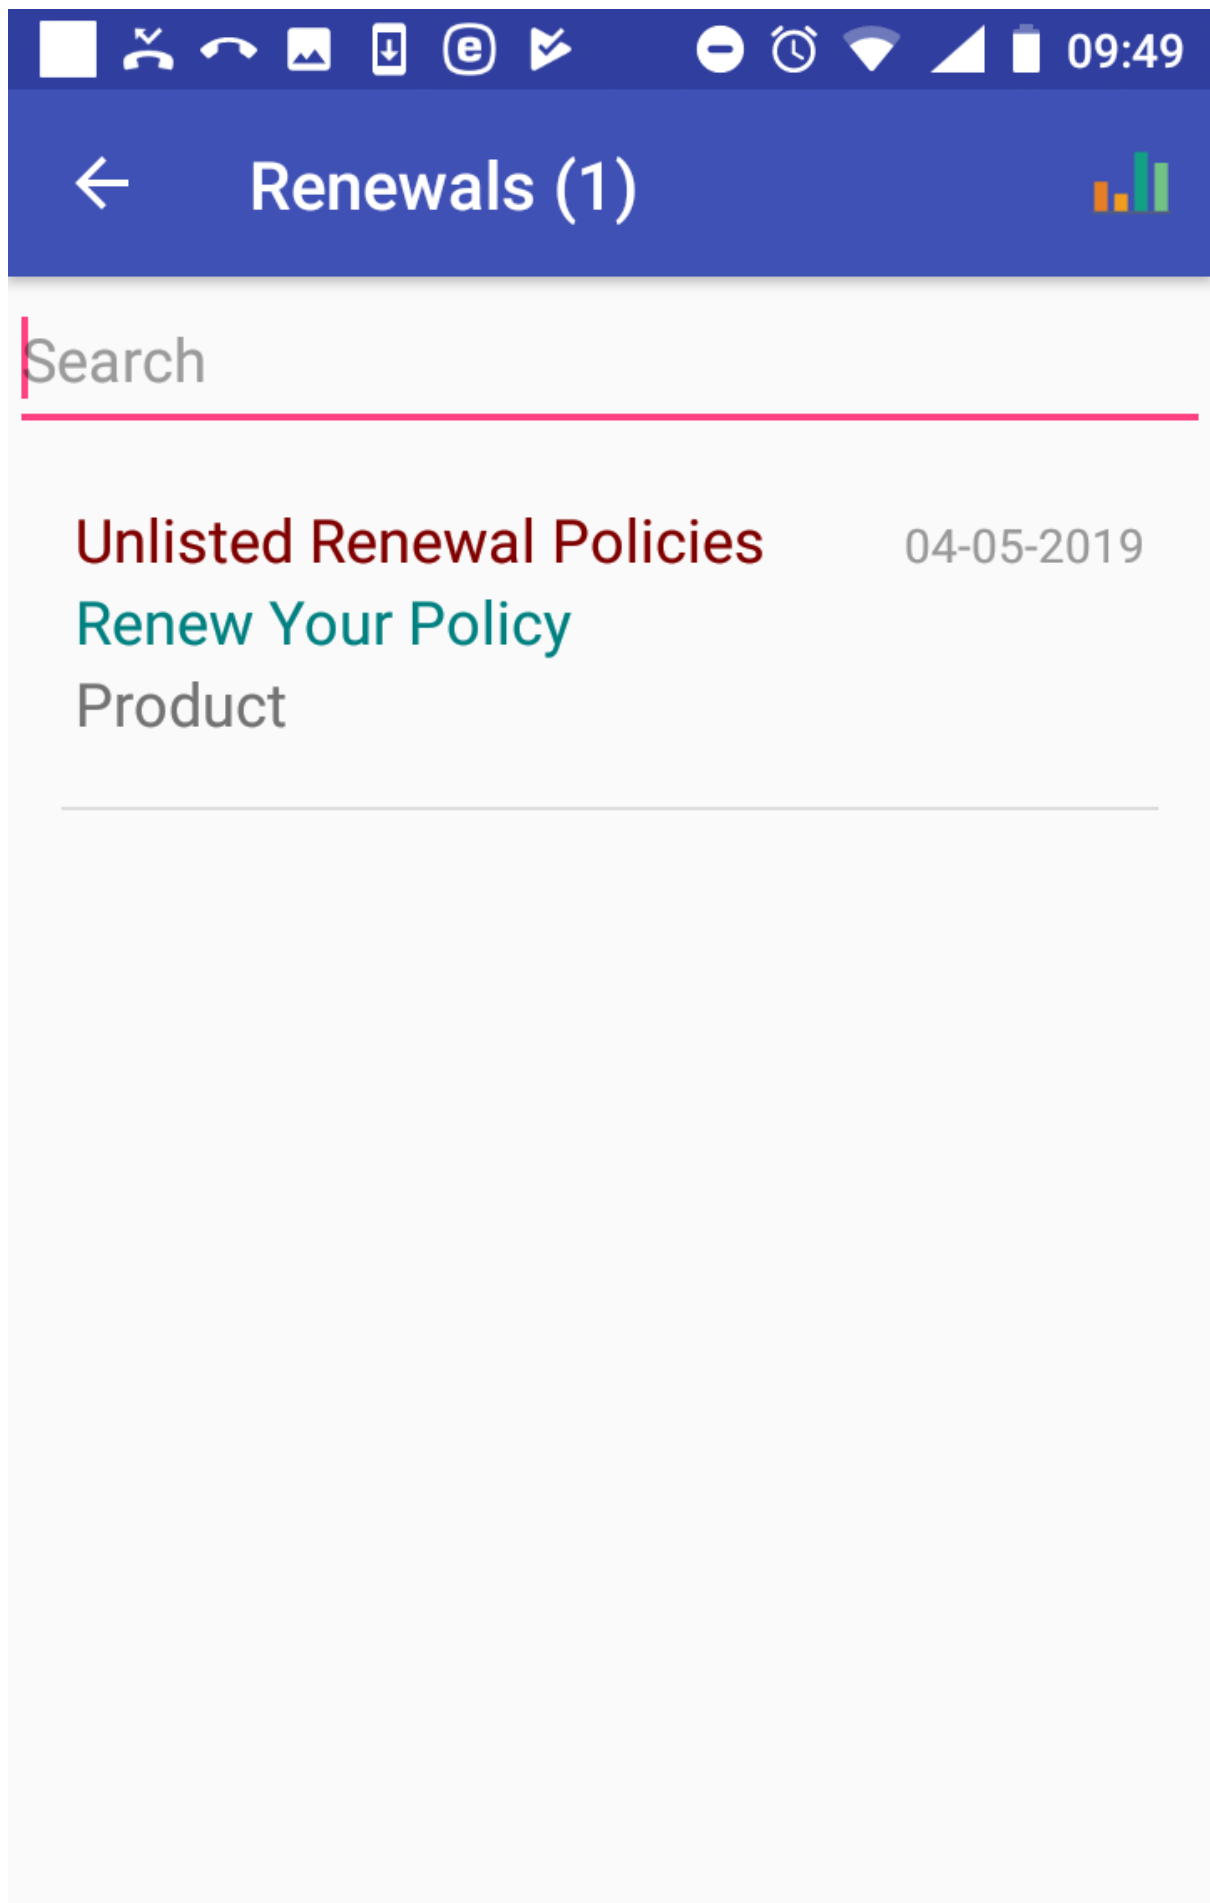 09:49
Renewals (1)
Search
Unlisted Renewal Policies 04-05-2019
Renew Your Policy
Product